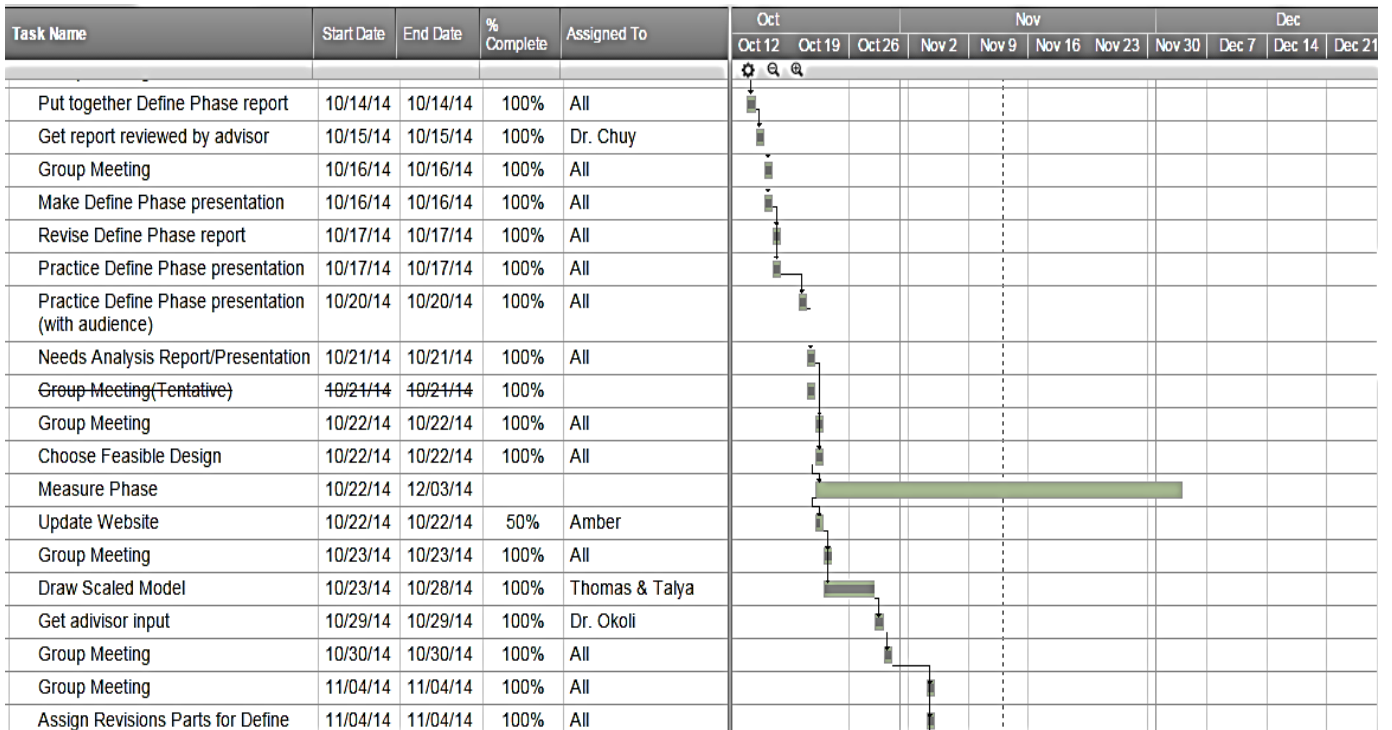 Task Name Start Date End Date % Complete Assigned To Oct Nov Dec
Oct 12 Oct 19 Oct 26 Nov 2 Nov 9 Nov 16 Nov 23 Nov 30 Dec 7 Dec 14 Dec 21
Put together Define Phase report 10/14/14 10/14/14 100% All
Get report reviewed by advisor 10/15/14 10/15/14 100% Dr. Chuy
Group Meeting 10/16/14 10/16/14 100% All
Make Define Phase presentation 10/16/14 10/16/14 100% All
Revise Define Phase report 10/17/14 10/17/14 100% All
Practice Define Phase presentation 10/17/14 10/17/14 100% All
Practice Define Phase presentation 10/20/14 10/20/14 100% All
(with audience)
Needs Analysis Report/Presentation 10/21/14 10/21/14 100% All
Group Meeting(Tentative) 10/21/14 10/21/14 100%
Group Meeting 10/22/14 10/22/14 100% All
Choose Feasible Design 10/22/14 10/22/14 100% All
Measure Phase 10/22/14 12/03/14
Update Website 10/22/14 10/22/14 50% Amber
Group Meeting 10/23/14 10/23/14 100% All
Draw Scaled Model 10/23/14 10/28/14 100% Thomas & Talya
Get adivisor input 10/29/14 10/29/14 100% Dr. Okoli
Group Meeting 10/30/14 10/30/14 100% All
Group Meeting 11/04/14 11/04/14 100% All
Assign Revisions Parts for Define 11/04/14 11/04/14 100% All